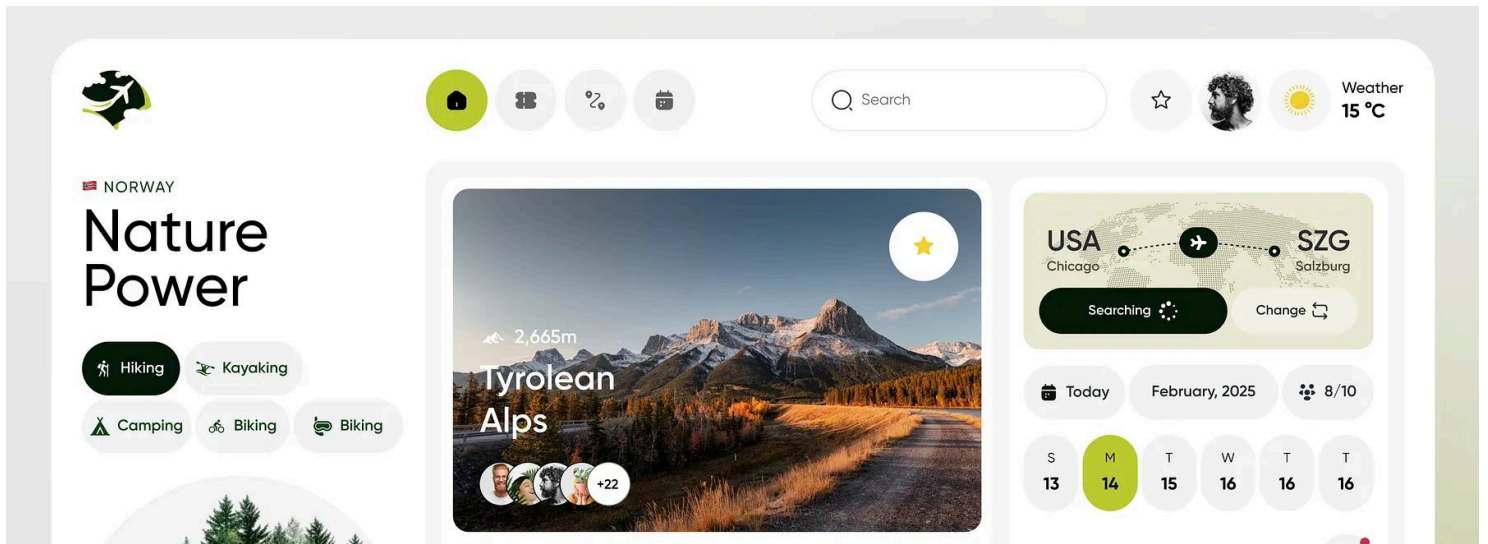 Search
Weather
15 °C
NORWAY
Nature
Power
Hiking
Kayaking
Camping
Biking
Biking
2,665m
Tyrolean
Alps
+22
USA
Chicago
SZG
Salzburg
Searching
Change
Today
February, 2025
8/10
S M T W T T
13 14 15 16 16 16